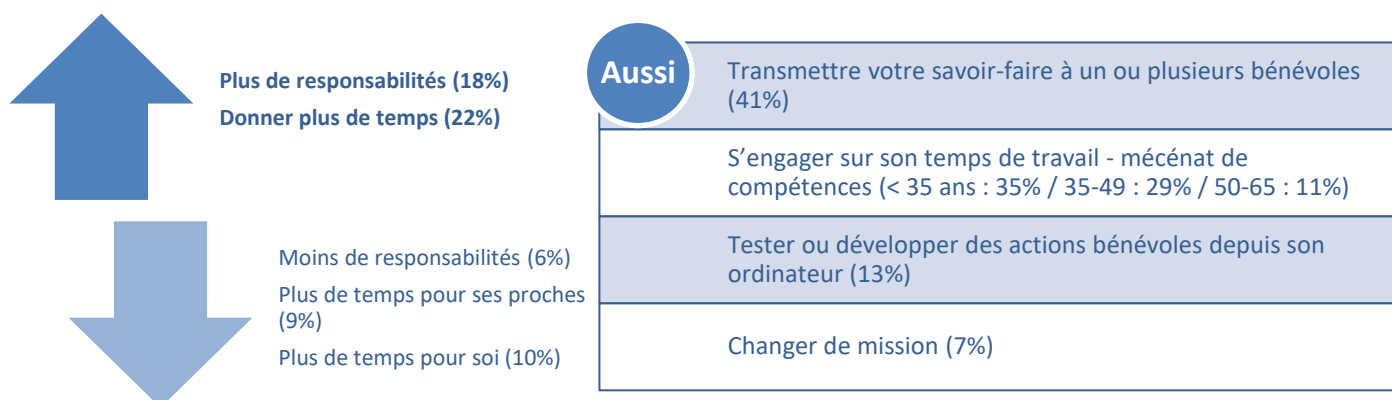 Plus de responsabilités (18%)
Donner plus de temps (22%)
Moins de responsabilités (6%)
Plus de temps pour ses proches
(9%)
Plus de temps pour soi (10%)
Aussi
Transmettre votre savoir-faire à un ou plusieurs bénévoles
(41%)
S’engager sur son temps de travail - mécénat de
compétences (< 35 ans : 35% / 35-49 : 29% / 50-65 : 11%)
Tester ou développer des actions bénévoles depuis son
ordinateur (13%)
Changer de mission (7%)